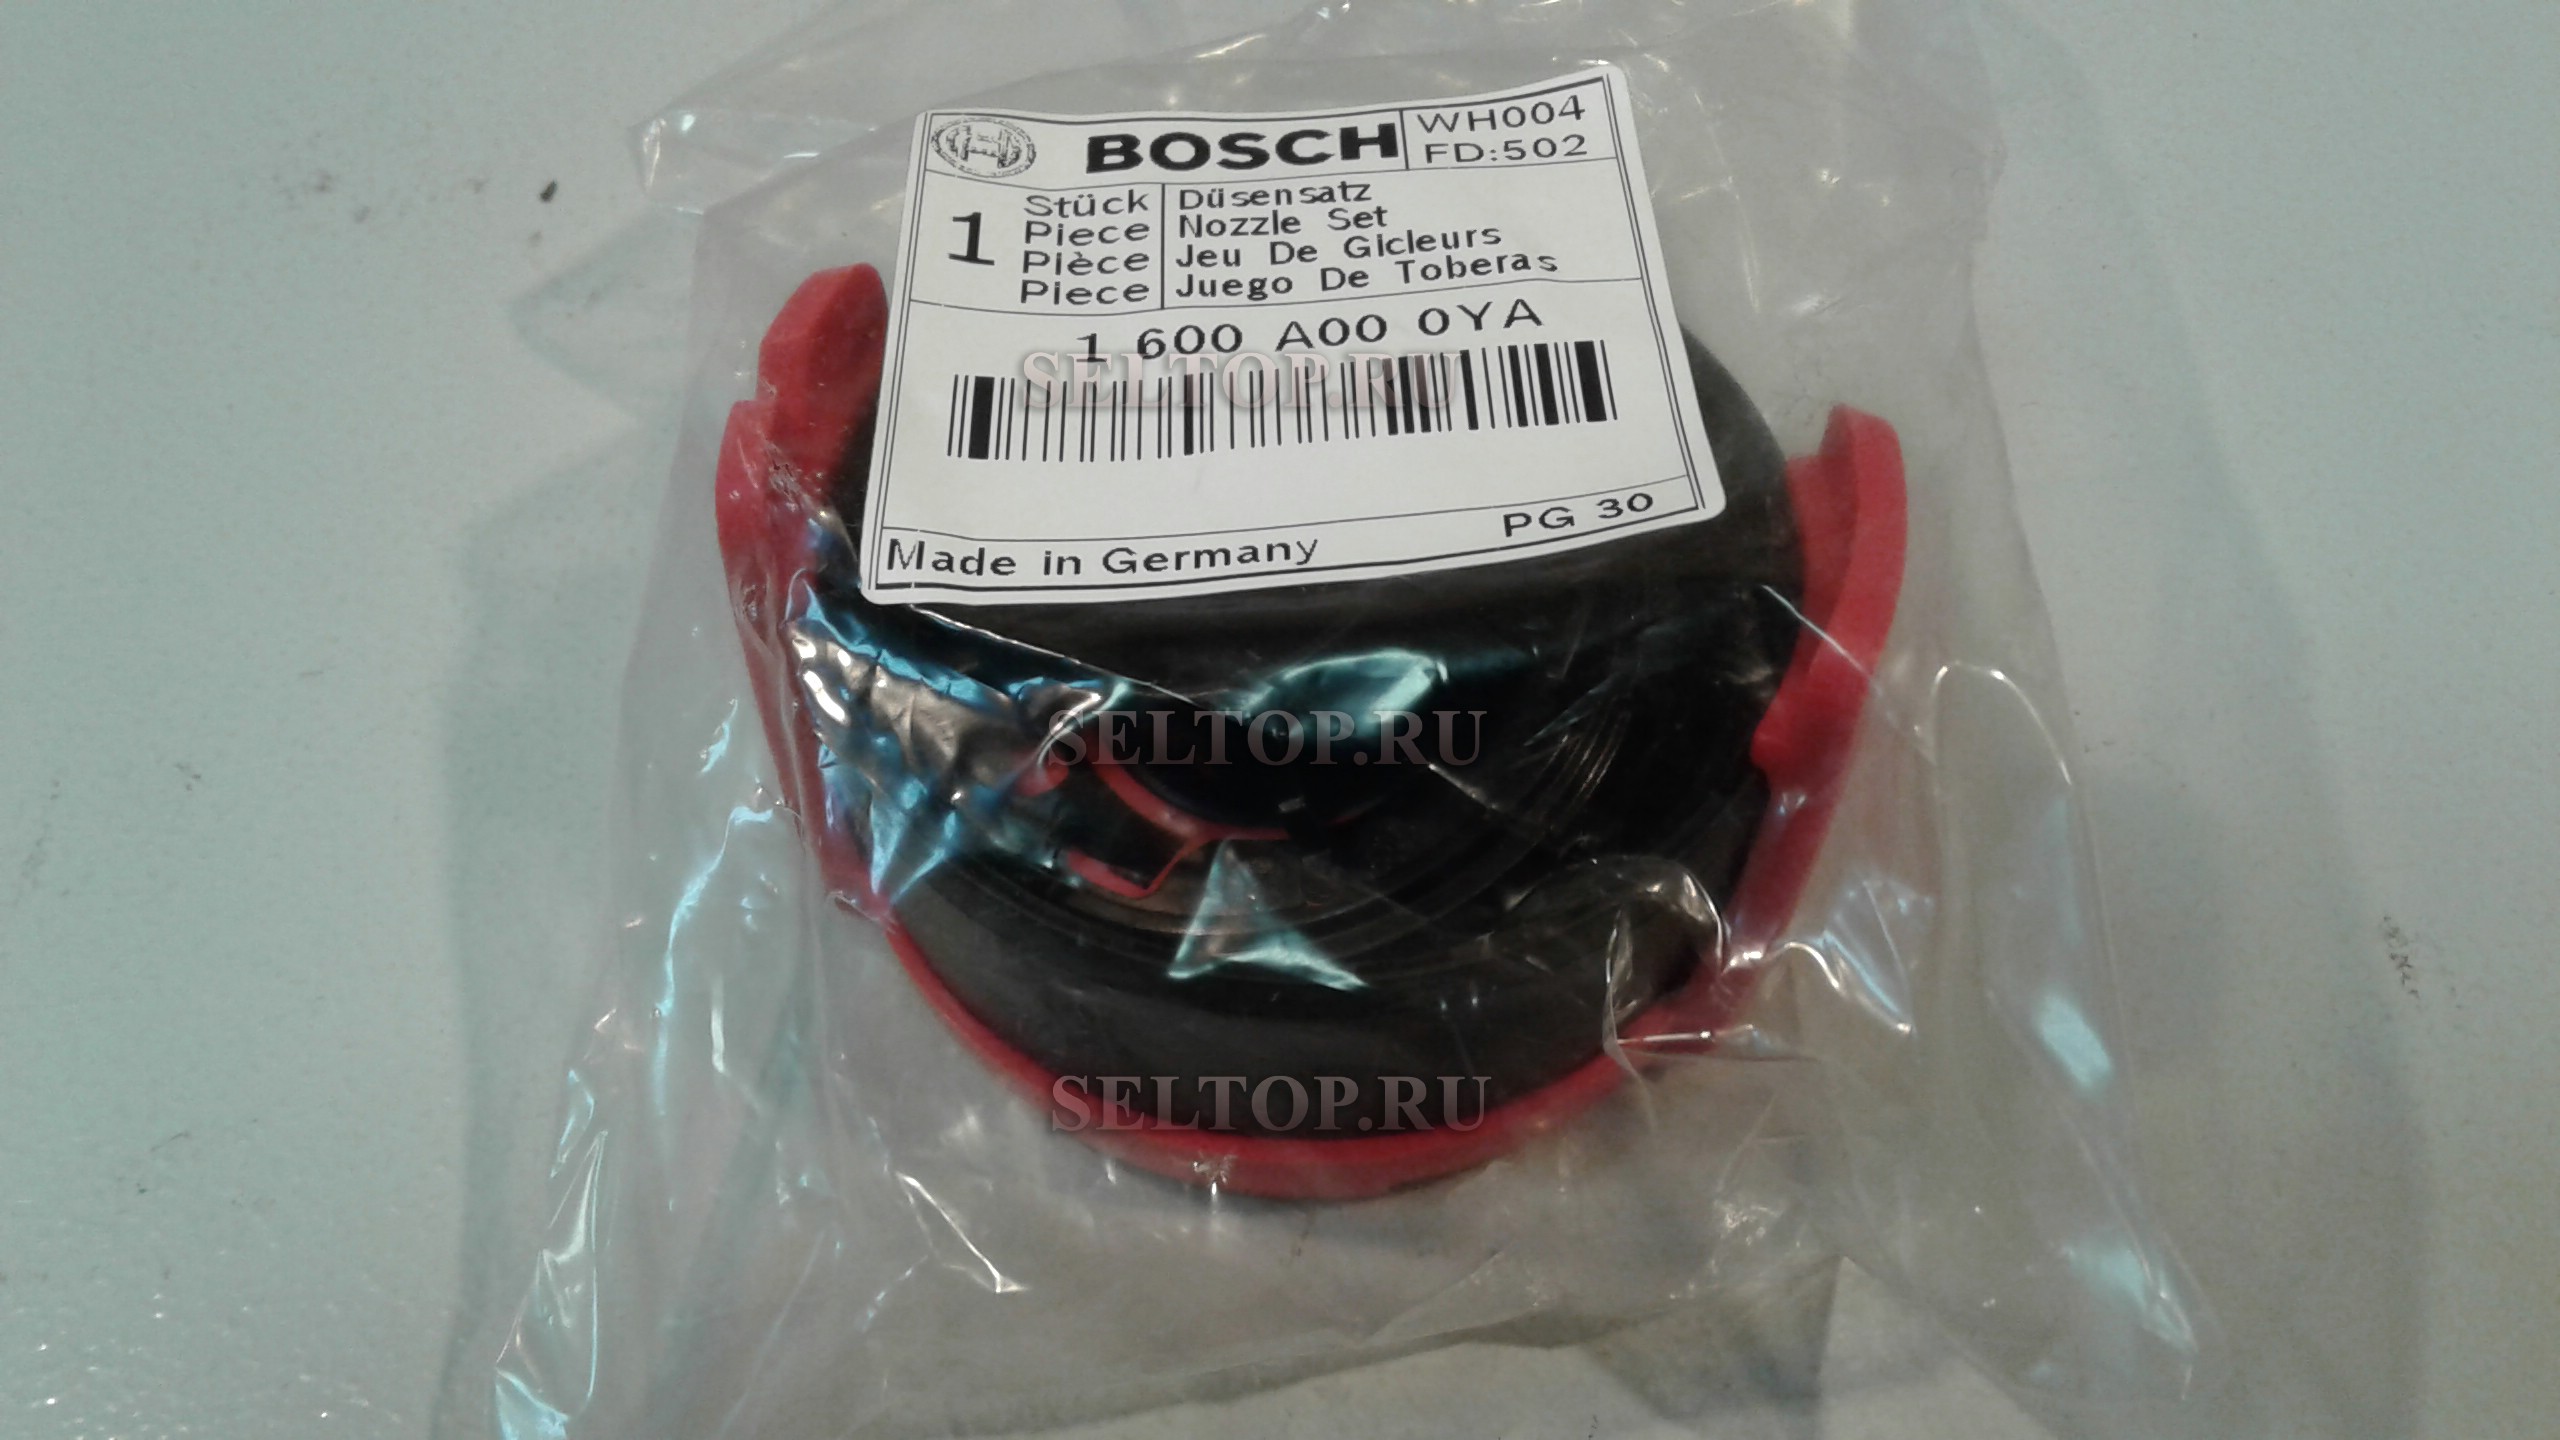 BOSCH
WH004
FD:502
1
Stück
Piece
Pièce
Piece
Düsensatz
Nozzle Set
Jeu De Gicleurs
Juego De Toberas
1 600 A00 0YA
SELTOP.RU
PG 30
Made in Germany
SELTOP.RU
SELTOP.RU